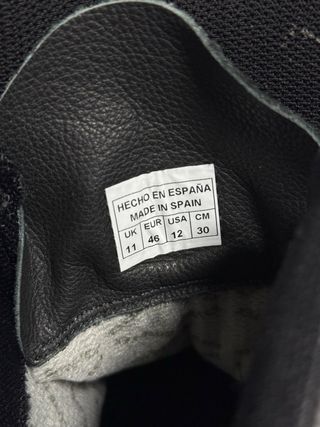 HECHO EN ESPAÑA
MADE IN SPAIN
UK EUR USA CM
11 46 12 30